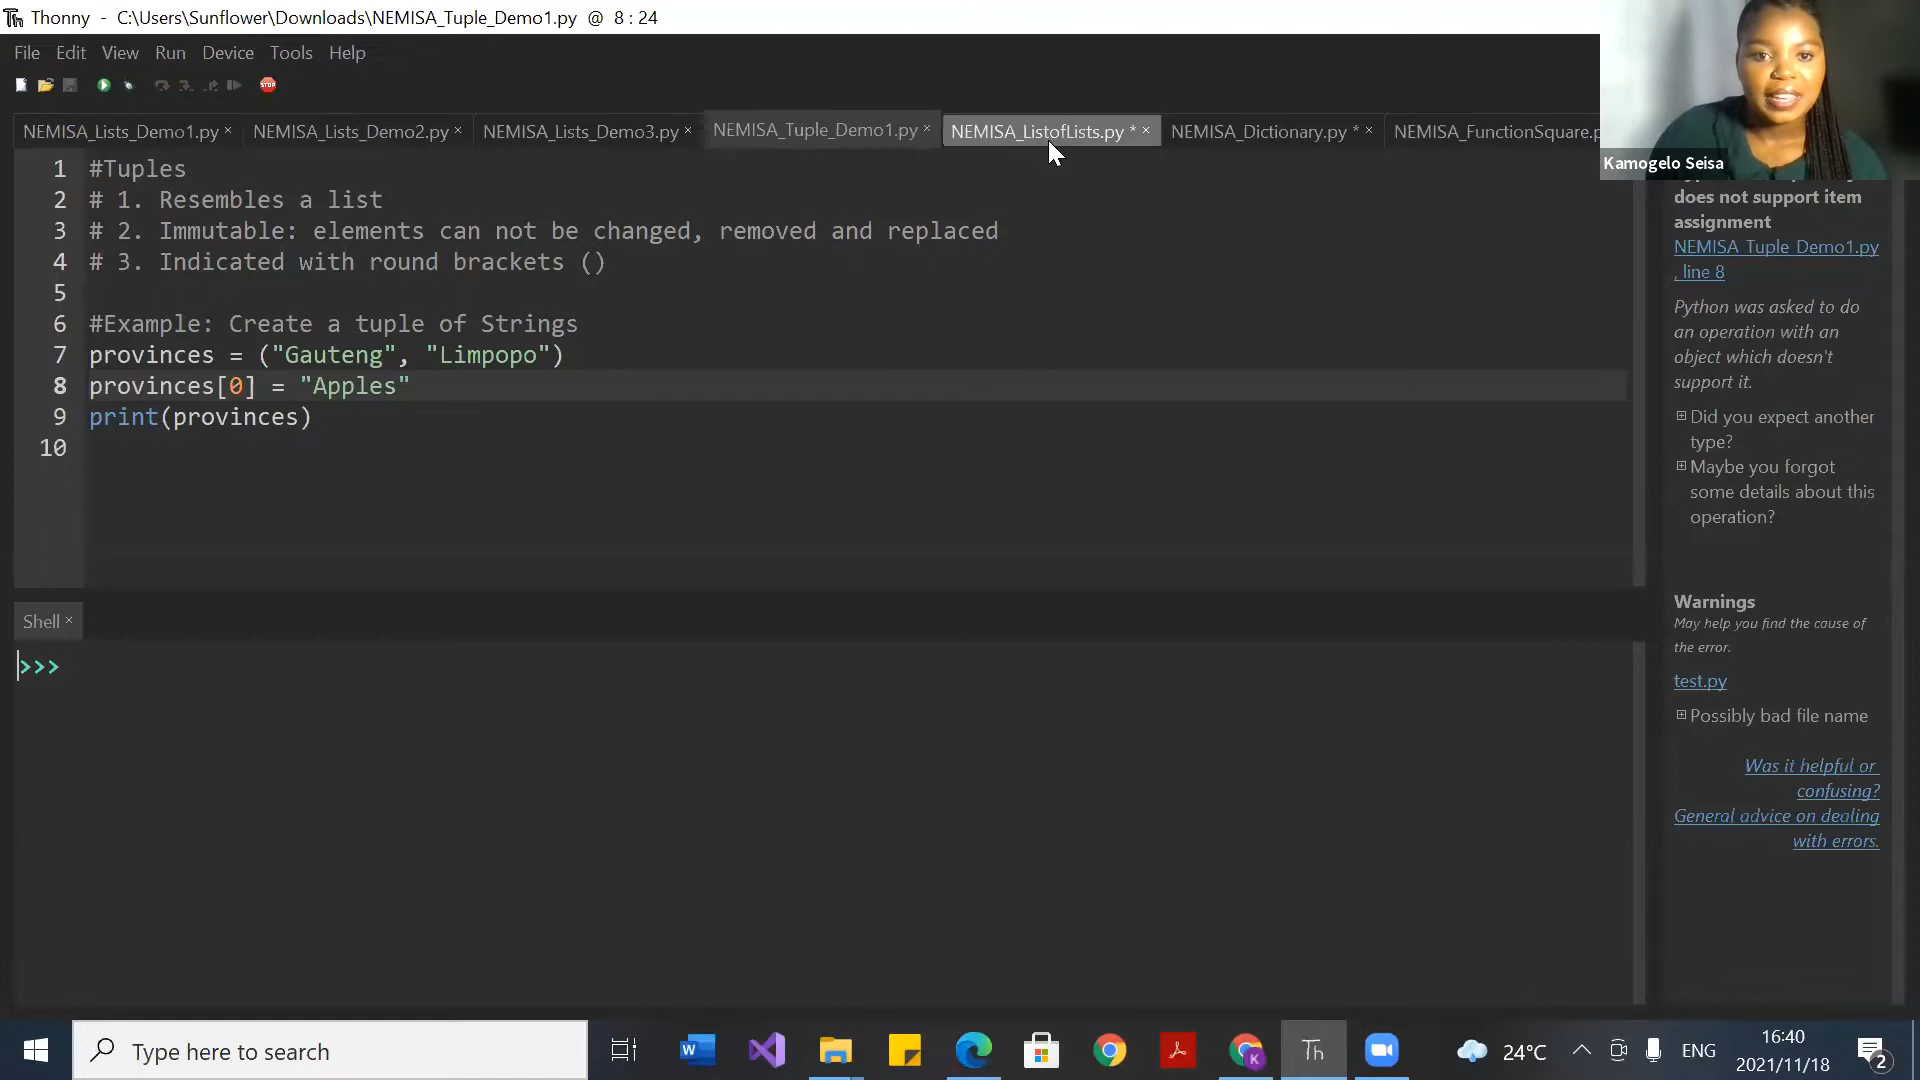 Thonny - C:\Users\Sunflower\Downloads\NEMISA_Tuple_Demo1.py @ 8 : 24
File Edit View Run Device Tools Help
STOP
NEMISA_Lists_Demo1.py × NEMISA_Lists_Demo2.py × NEMISA_Lists_Demo3.py × NEMISA_Tuple_Demo1.py × NEMISA_ListofLists.py * × NEMISA_Dictionary.py * × NEMISA_FunctionSquare.p
Kamogelo Seisa
1 #Tuples
2 # 1. Resembles a list
3 # 2. Immutable: elements can not be changed, removed and replaced
4 # 3. Indicated with round brackets ()
5
6 #Example: Create a tuple of Strings
7 provinces = ("Gauteng", "Limpopo")
8 provinces[0] = "Apples"
9 print(provinces)
10
does not support item
assignment
NEMISA_Tuple_Demo1.py
, line 8
Python was asked to do
an operation with an
object which doesn't
support it.
Did you expect another
type?
Maybe you forgot
some details about this
operation?
Warnings
May help you find the cause of
the error.
test.py
Possibly bad file name
Was it helpful or
confusing?
General advice on dealing
with errors.
Shell ×
>>>
Type here to search
24°C
ENG
16:40
2021/11/18
2